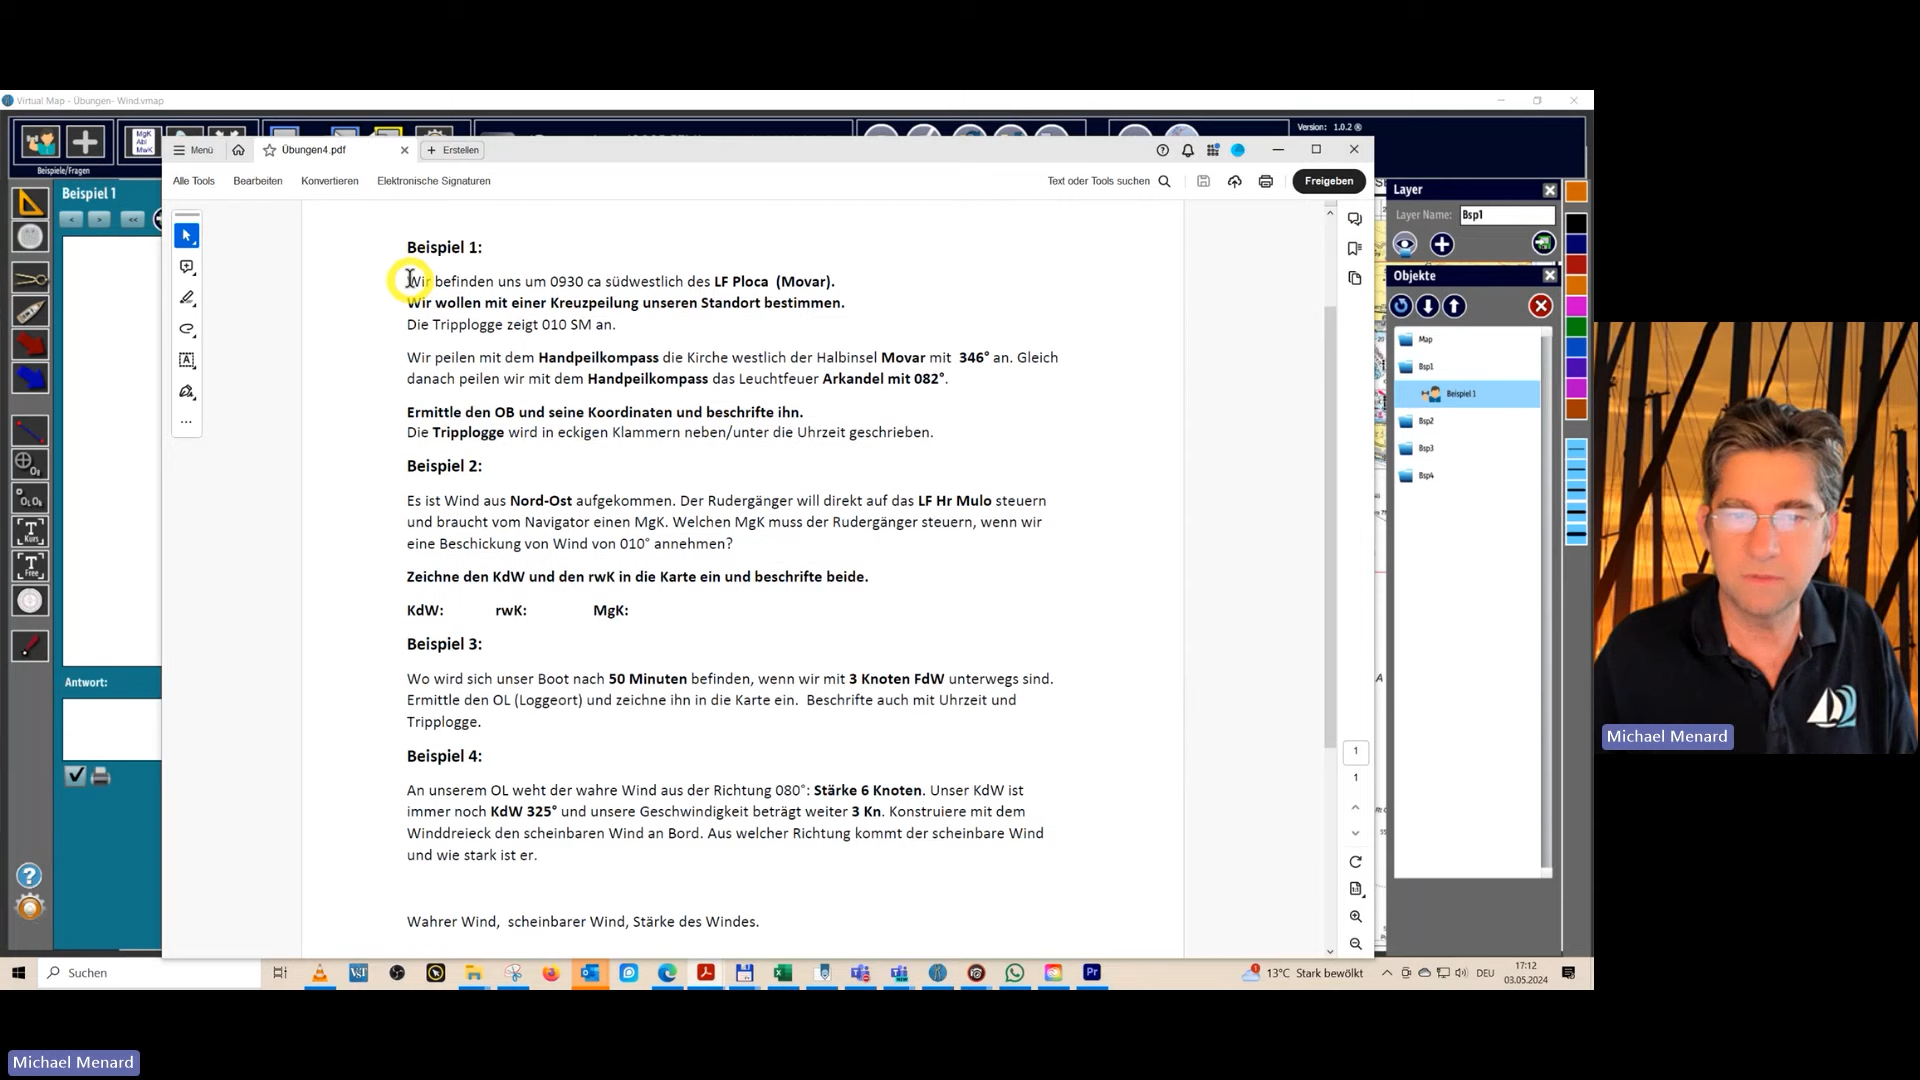 Virtual Map - Übungen- Wind.vmap
Version: 1.0.2 ®
MgK
Abl
MwK
Beispiele/Fragen
Menü
Übungen4.pdf
Erstellen
Alle Tools
Bearbeiten
Konvertieren
Elektronische Signaturen
Text oder Tools suchen
Freigeben
Beispiel 1
< > <<
Antwort:
Kurs
Free
Beispiel 1:
Wir befinden uns um 0930 ca südwestlich des LF Ploca (Movar).
Wir wollen mit einer Kreuzpeilung unseren Standort bestimmen.
Die Tripplogge zeigt 010 SM an.
Wir peilen mit dem Handpeilkompass die Kirche westlich der Halbinsel Movar mit 346° an. Gleich
danach peilen wir mit dem Handpeilkompass das Leuchtfeuer Arkandel mit 082°.
Ermittle den OB und seine Koordinaten und beschrifte ihn.
Die Tripplogge wird in eckigen Klammern neben/unter die Uhrzeit geschrieben.
Beispiel 2:
Es ist Wind aus Nord-Ost aufgekommen. Der Rudergänger will direkt auf das LF Hr Mulo steuern
und braucht vom Navigator einen MgK. Welchen MgK muss der Rudergänger steuern, wenn wir
eine Beschickung von Wind von 010° annehmen?
Zeichne den KdW und den rwK in die Karte ein und beschrifte beide.
KdW: rwK: MgK:
Beispiel 3:
Wo wird sich unser Boot nach 50 Minuten befinden, wenn wir mit 3 Knoten FdW unterwegs sind.
Ermittle den OL (Loggeort) und zeichne ihn in die Karte ein. Beschrifte auch mit Uhrzeit und
Tripplogge.
Beispiel 4:
An unserem OL weht der wahre Wind aus der Richtung 080°: Stärke 6 Knoten. Unser KdW ist
immer noch KdW 325° und unsere Geschwindigkeit beträgt weiter 3 Kn. Konstruiere mit dem
Winddreieck den scheinbaren Wind an Bord. Aus welcher Richtung kommt der scheinbare Wind
und wie stark ist er.
Wahrer Wind, scheinbarer Wind, Stärke des Windes.
1
1
Layer
Layer Name: Bsp1
Objekte
Map
Bsp1
Beispiel 1
Bsp2
Bsp3
Bsp4
Suchen
13°C Stark bewölkt
DEU
17:12
03.05.2024
Michael Menard
Michael Menard